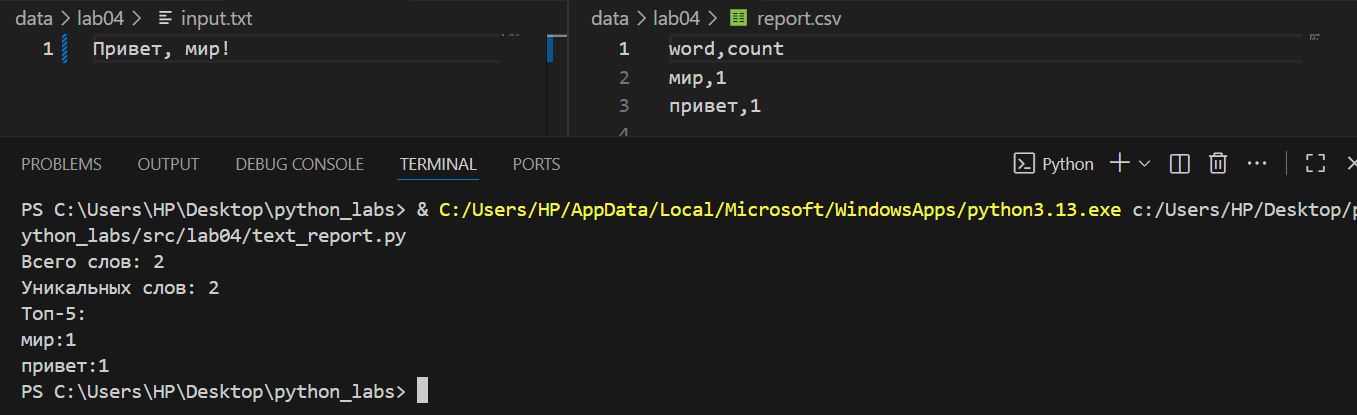 data > lab04 > input.txt
1 Привет, мир!
data > lab04 > report.csv
1 word,count
2 мир,1
3 привет,1
4
PROBLEMS OUTPUT DEBUG CONSOLE TERMINAL PORTS Python
PS C:\Users\HP\Desktop\python_labs> & C:/Users/HP/AppData/Local/Microsoft/WindowsApps/python3.13.exe c:/Users/HP/Desktop/p
ython_labs/src/lab04/text_report.py
Всего слов: 2
Уникальных слов: 2
Топ-5:
мир:1
привет:1
PS C:\Users\HP\Desktop\python_labs>